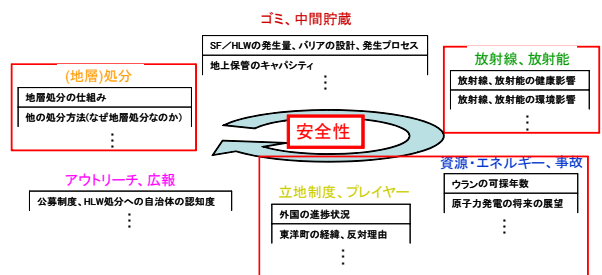 ゴミ、中間貯蔵
SF／HLWの発生量、バリアの設計、発生プロセス
地上保管のキャパシティ
⋮
(地層)処分
地層処分の仕組み
他の処分方法(なぜ地層処分なのか)
⋮
放射線、放射能
放射線、放射能の健康影響
放射線、放射能の環境影響
⋮
安全性
アウトリーチ、広報
公募制度、HLW処分への自治体の認知度
⋮
立地制度、プレイヤー
外国の進捗状況
東洋町の経緯、反対理由
⋮
資源・エネルギー、事故
ウランの可採年数
原子力発電の将来の展望
⋮